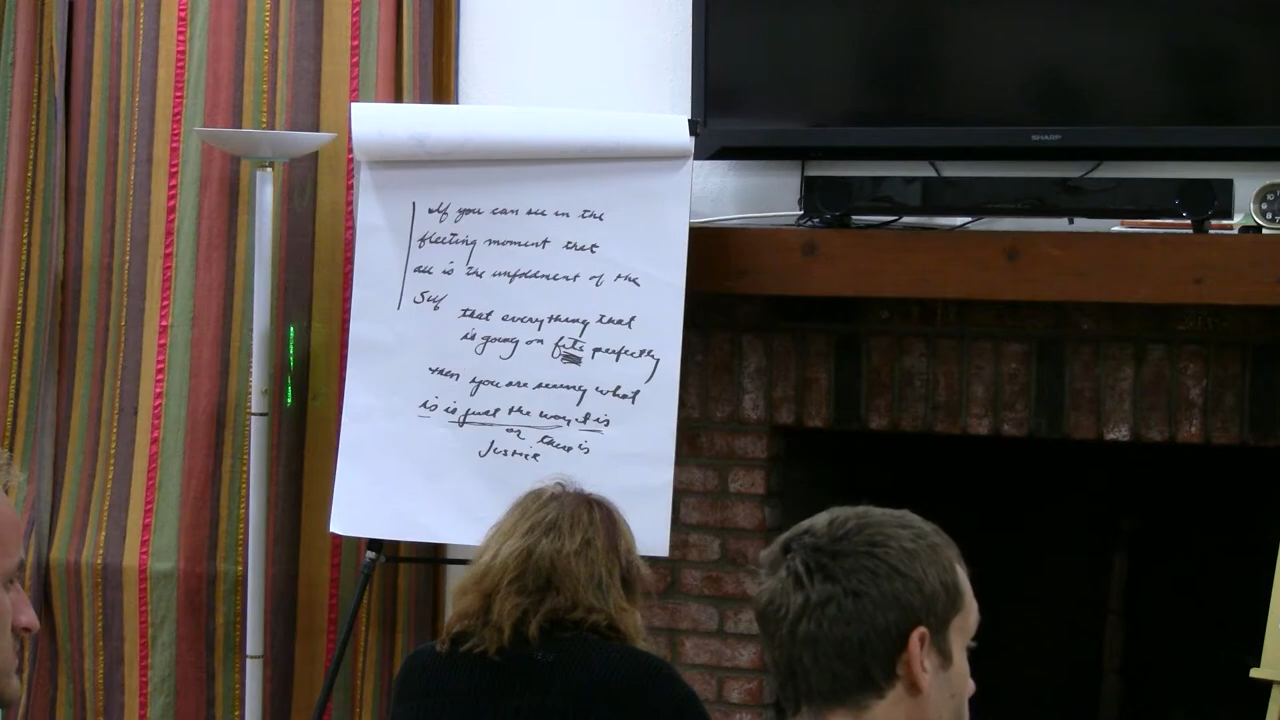 If you can see in the
fleeting moment that
all is the unfoldment of the
Self
that everything that
is going on fits perfectly
then you are seeing what
is is just the way it is
or there is
Justice
SHARP